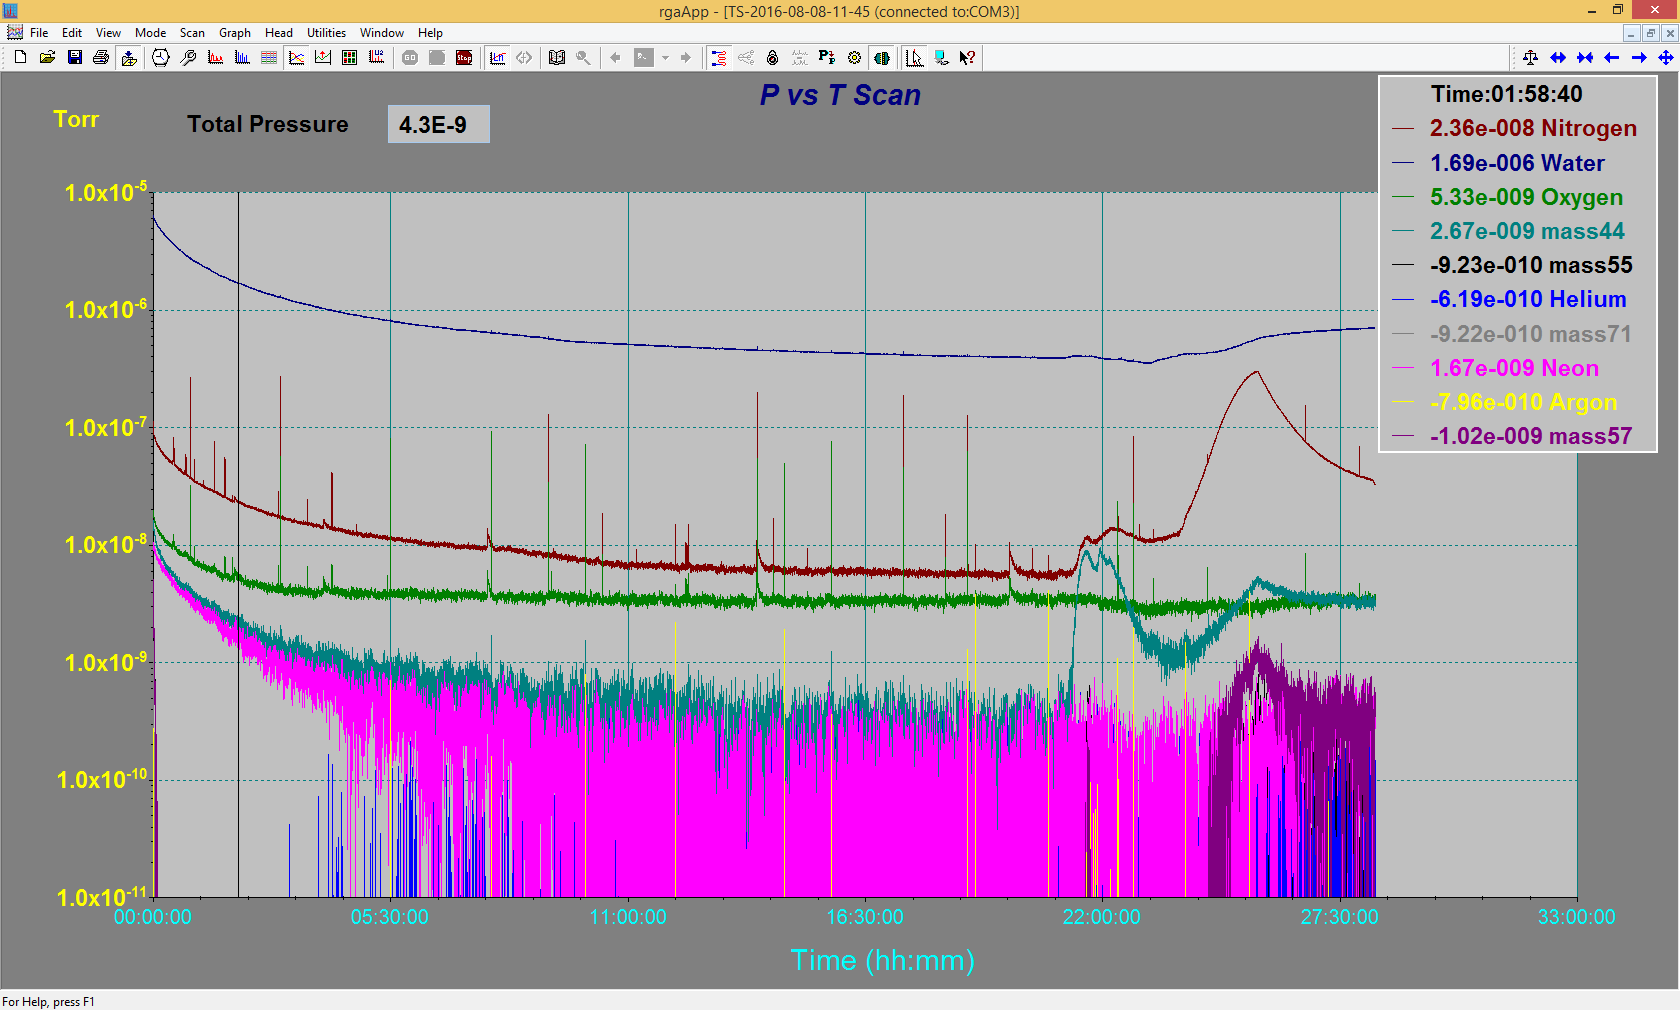 rgaApp - [TS-2016-08-08-11-45 (connected to:COM3)]
File Edit View Mode Scan Graph Head Utilities Window Help
P vs T Scan
Torr
Total Pressure 4.3E-9
Time:01:58:40
2.36e-008 Nitrogen
1.69e-006 Water
5.33e-009 Oxygen
2.67e-009 mass44
-9.23e-010 mass55
-6.19e-010 Helium
-9.22e-010 mass71
1.67e-009 Neon
-7.96e-010 Argon
-1.02e-009 mass57
1.0x10-5
1.0x10-6
1.0x10-7
1.0x10-8
1.0x10-9
1.0x10-10
1.0x10-11
00:00:00 05:30:00 11:00:00 16:30:00 22:00:00 27:30:00 33:00:00
Time (hh:mm)
For Help, press F1